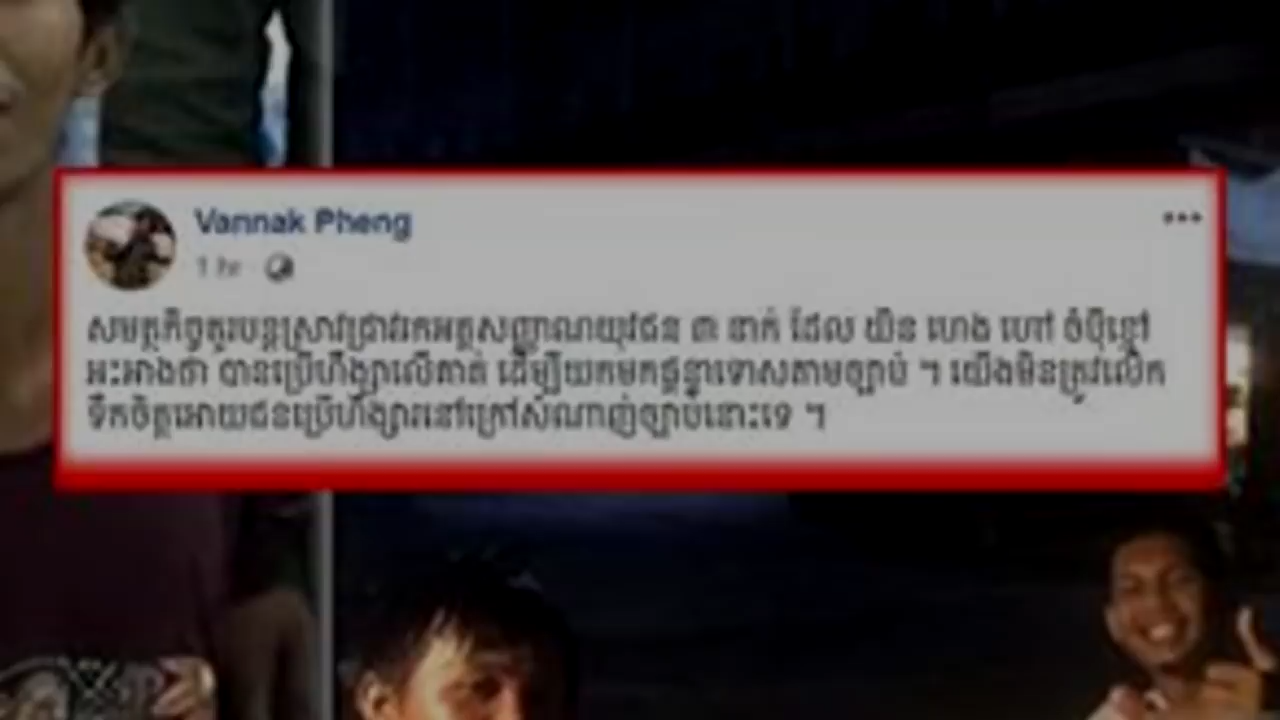 Vannak Pheng
1 hr
សមត្ថកិច្ចគួរបន្តស្រាវជ្រាវរកអត្តសញ្ញាណយុវជន ៣ នាក់ ដែល ឃិន ហេង ហៅ ចំប៉ីខ្មៅ
អះអាងថា បានប្រើហឹង្សាលើគាត់ ដើម្បីយកមកផ្តន្ទាទោសតាមច្បាប់ ។ យើងមិនត្រូវលើក
ទឹកចិត្តអោយជនប្រើហឹង្សានៅក្រៅសំណាញ់ច្បាប់នោះទេ ។